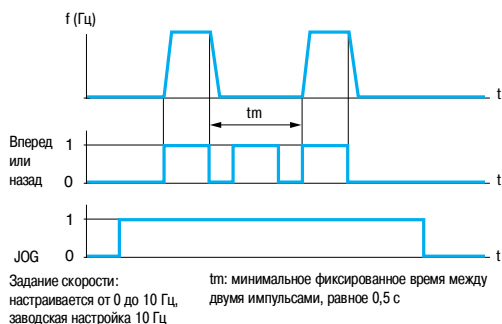 f (Гц)
t
tm
Вперед
или
назад
1
0
t
1
0
JOG
t
Задание скорости:
настраивается от 0 до 10 Гц,
заводская настройка 10 Гц
tm: минимальное фиксированное время между
двумя импульсами, равное 0,5 с